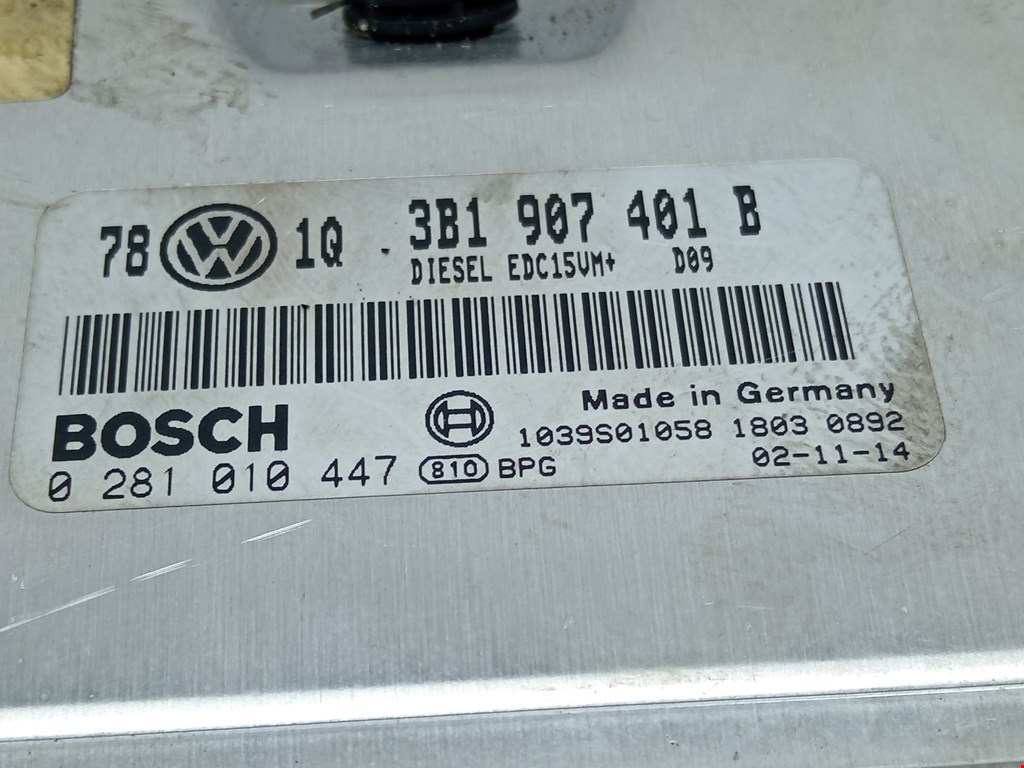 78 VW 1Q 3B1 907 401 B
DIESEL EDC15VM+ D09
BOSCH
Made in Germany
1039S01058 1803 0892
0 281 010 447 810 BPG
02-11-14